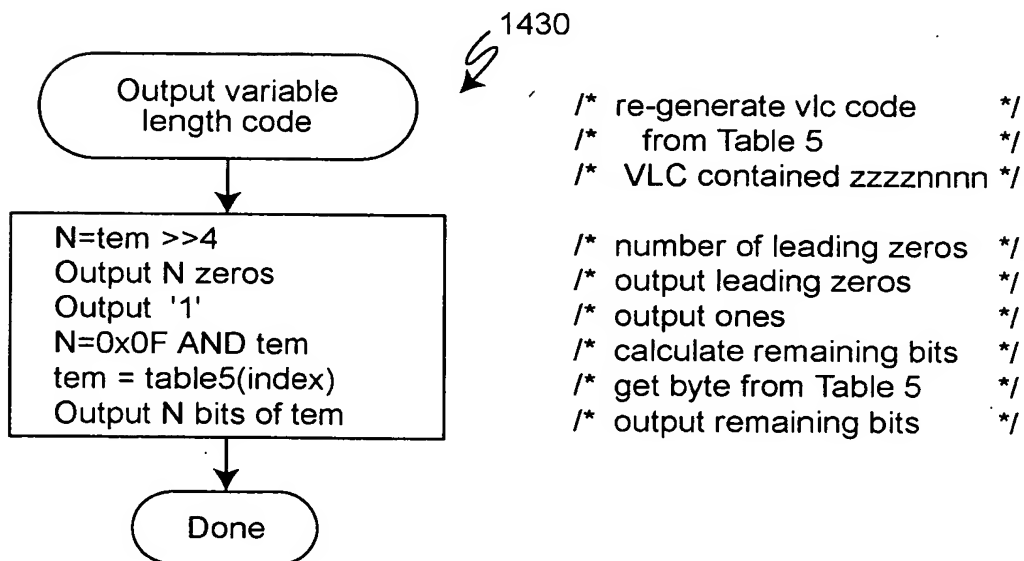 1430
Output variable
length code
/* re-generate vlc code */
/* from Table 5 */
/* VLC contained zzzznnnn */
N=tem >>4
Output N zeros
Output '1'
N=0x0F AND tem
tem = table5(index)
Output N bits of tem
/* number of leading zeros */
/* output leading zeros */
/* output ones */
/* calculate remaining bits */
/* get byte from Table 5 */
/* output remaining bits */
Done